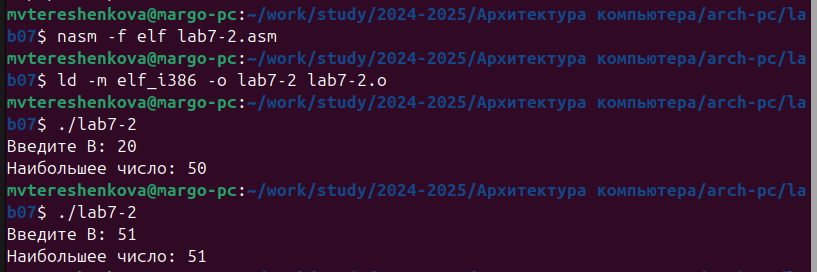 mvtereshenkova@margo-pc:~/work/study/2024-2025/Архитектура компьютера/arch-pc/la
b07$ nasm -f elf lab7-2.asm
mvtereshenkova@margo-pc:~/work/study/2024-2025/Архитектура компьютера/arch-pc/la
b07$ ld -m elf_i386 -o lab7-2 lab7-2.o
mvtereshenkova@margo-pc:~/work/study/2024-2025/Архитектура компьютера/arch-pc/la
b07$ ./lab7-2
Введите В: 20
Наибольшее число: 50
mvtereshenkova@margo-pc:~/work/study/2024-2025/Архитектура компьютера/arch-pc/la
b07$ ./lab7-2
Введите В: 51
Наибольшее число: 51